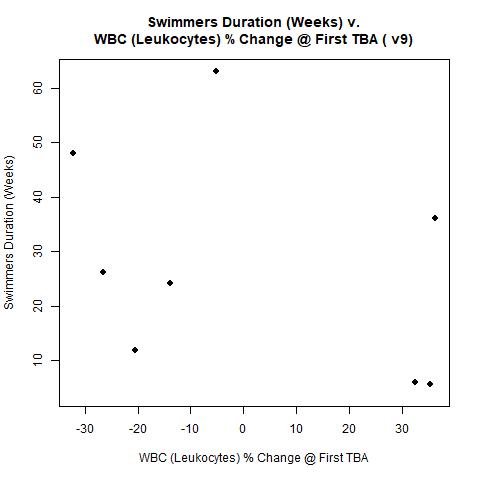 Swimmers Duration (Weeks) v.
WBC (Leukocytes) % Change @ First TBA ( v9)
Swimmers Duration (Weeks)
60
50
40
30
20
10
-30 -20 -10 0 10 20 30
WBC (Leukocytes) % Change @ First TBA